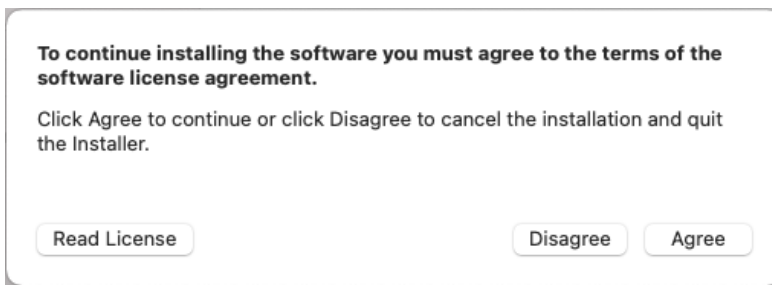 To continue installing the software you must agree to the terms of the
software license agreement.
Click Agree to continue or click Disagree to cancel the installation and quit
the Installer.
Read License
Disagree
Agree